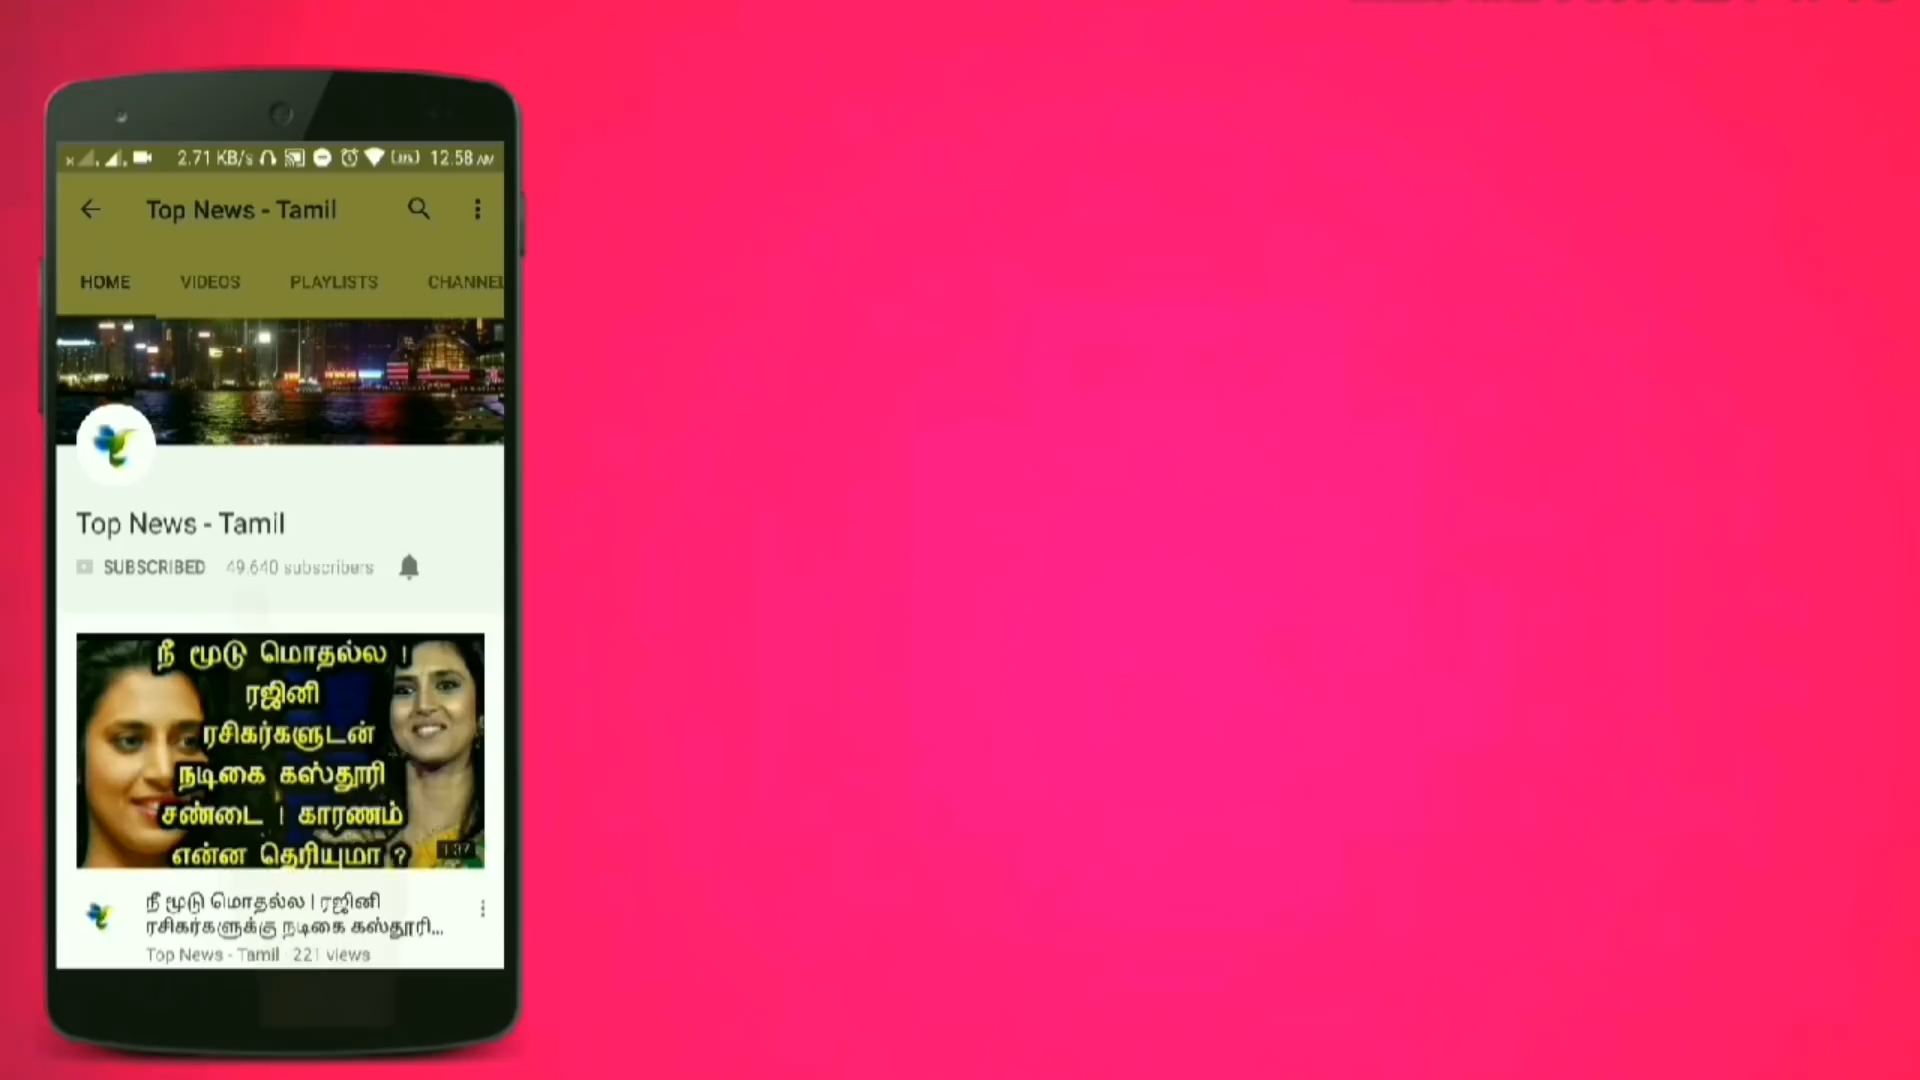 2.71 KB/s 12.58 AM
Top News - Tamil
HOME VIDEOS PLAYLISTS CHANNEL
Top News - Tamil
SUBSCRIBED 49,640 subscribers
நீ மூடு மொதல்ல |
ரஜினி
ரசிகர்களுடன்
நடிகை கஸ்தூரி
சண்டை | காரணம்
என்ன தெரியுமா ?
1:37
நீ மூடு மொதல்ல | ரஜினி
ரசிகர்களுக்கு நடிகை கஸ்தூரி...
Top News - Tamil 221 views